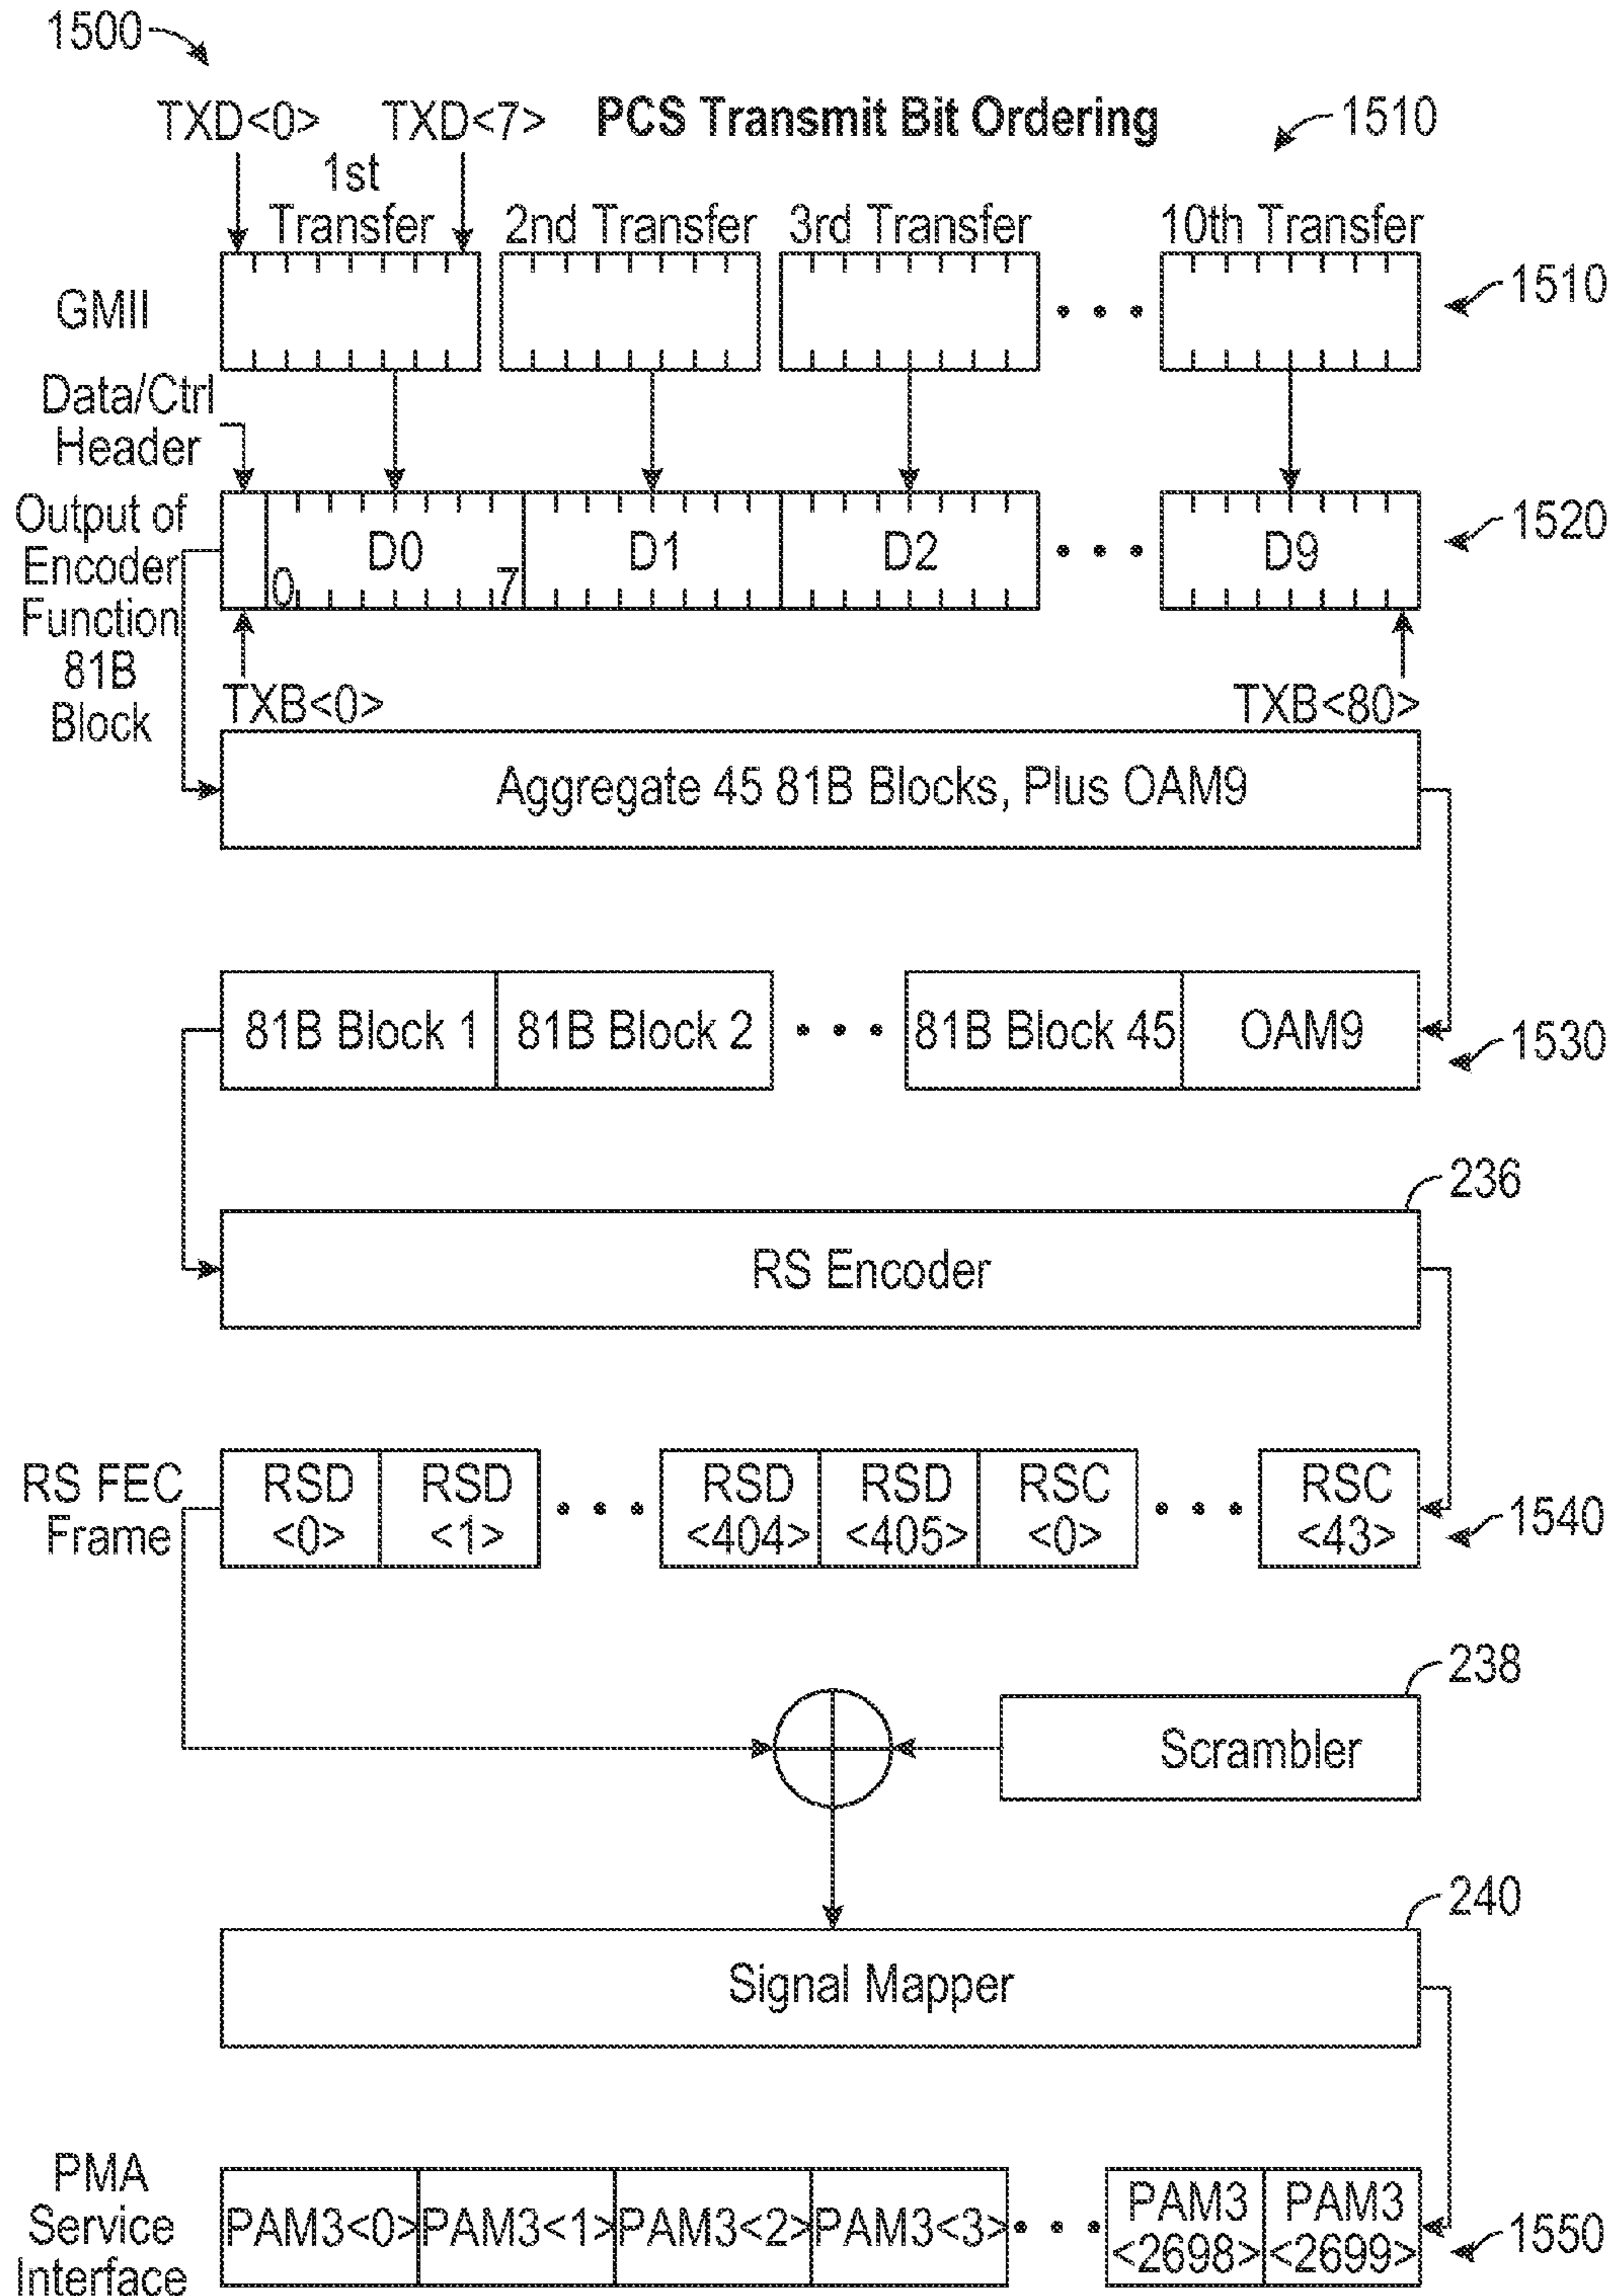 1500
TXD<0> TXD<7> PCS Transmit Bit Ordering 1510
1st
Transfer 2nd Transfer 3rd Transfer 10th Transfer
GMII 1510
Data/Ctrl
Header
Output of
Encoder
Function
81B
Block
D0 D1 D2 • • • D9 1520
0 7
TXB<0> TXB<80>
Aggregate 45 81B Blocks, Plus OAM9
81B Block 1 81B Block 2 • • • 81B Block 45 OAM9 1530
236
RS Encoder
RS FEC
Frame
RSD
<0>
RSD
<1>
• • •
RSD
<404>
RSD
<405>
RSC
<0>
• • •
RSC
<43>
1540
238
Scrambler
240
Signal Mapper
PMA
Service
Interface
PAM3<0> PAM3<1> PAM3<2> PAM3<3> • • •
PAM3
<2698>
PAM3
<2699>
1550